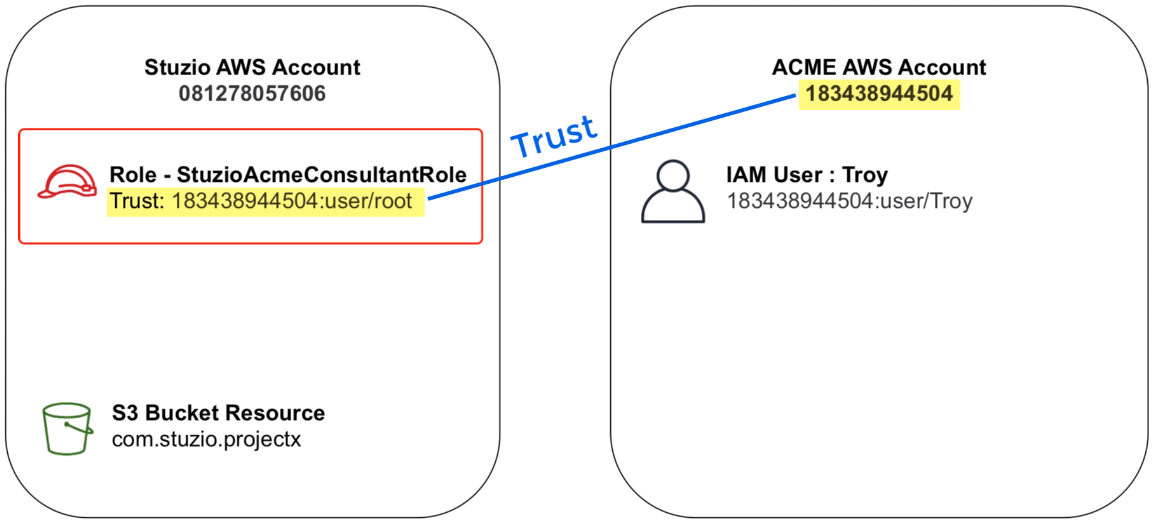 Stuzio AWS Account
081278057606
Role - StuzioAcmeConsultantRole
Trust: 183438944504:user/root
S3 Bucket Resource
com.stuzio.projectx
Trust
ACME AWS Account
183438944504
IAM User : Troy
183438944504:user/Troy